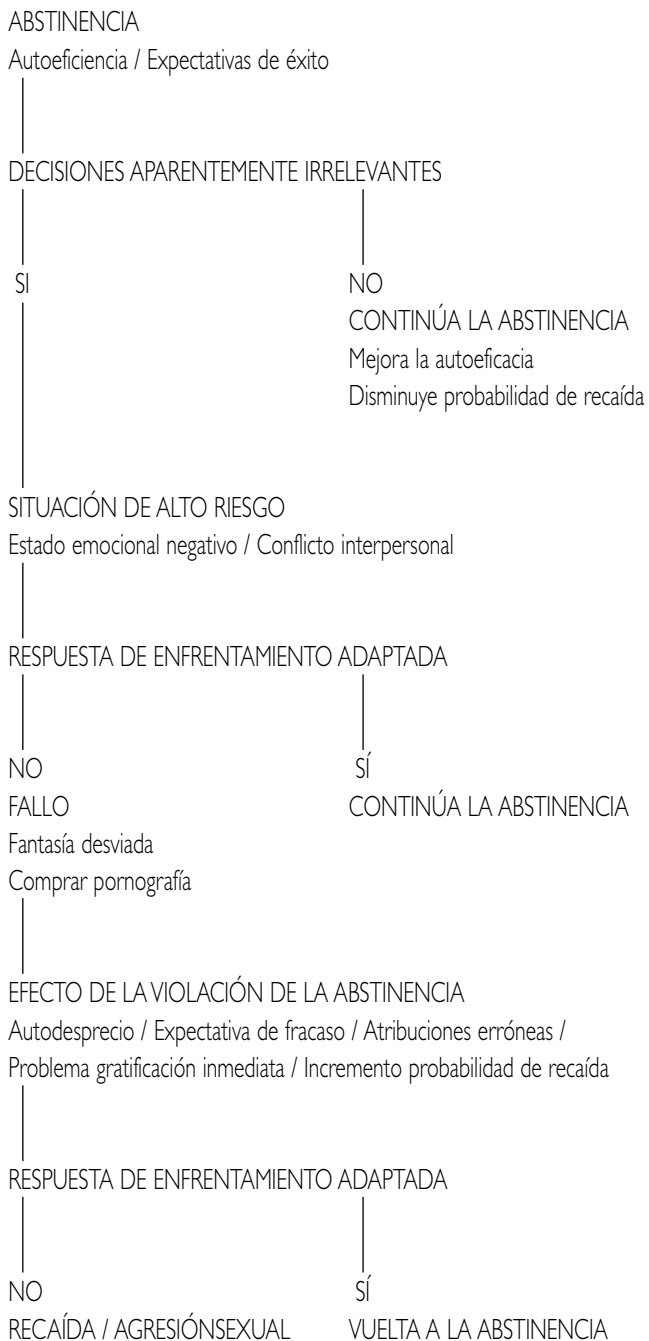 ABSTINENCIA
Autoeficiencia / Expectativas de éxito
DECISIONES APARENTEMENTE IRRELEVANTES
SI
NO
CONTINÚA LA ABSTINENCIA
Mejora la autoeficacia
Disminuye probabilidad de recaída
SITUACIÓN DE ALTO RIESGO
Estado emocional negativo / Conflicto interpersonal
RESPUESTA DE ENFRENTAMIENTO ADAPTADA
NO
FALLO
Fantasía desviada
Comprar pornografía
SÍ
CONTINÚA LA ABSTINENCIA
EFECTO DE LA VIOLACIÓN DE LA ABSTINENCIA
Autodesprecio / Expectativa de fracaso / Atribuciones erróneas /
Problema gratificación inmediata / Incremento probabilidad de recaída
RESPUESTA DE ENFRENTAMIENTO ADAPTADA
NO
RECAÍDA / AGRESIÓNSEXUAL
SÍ
VUELTA A LA ABSTINENCIA